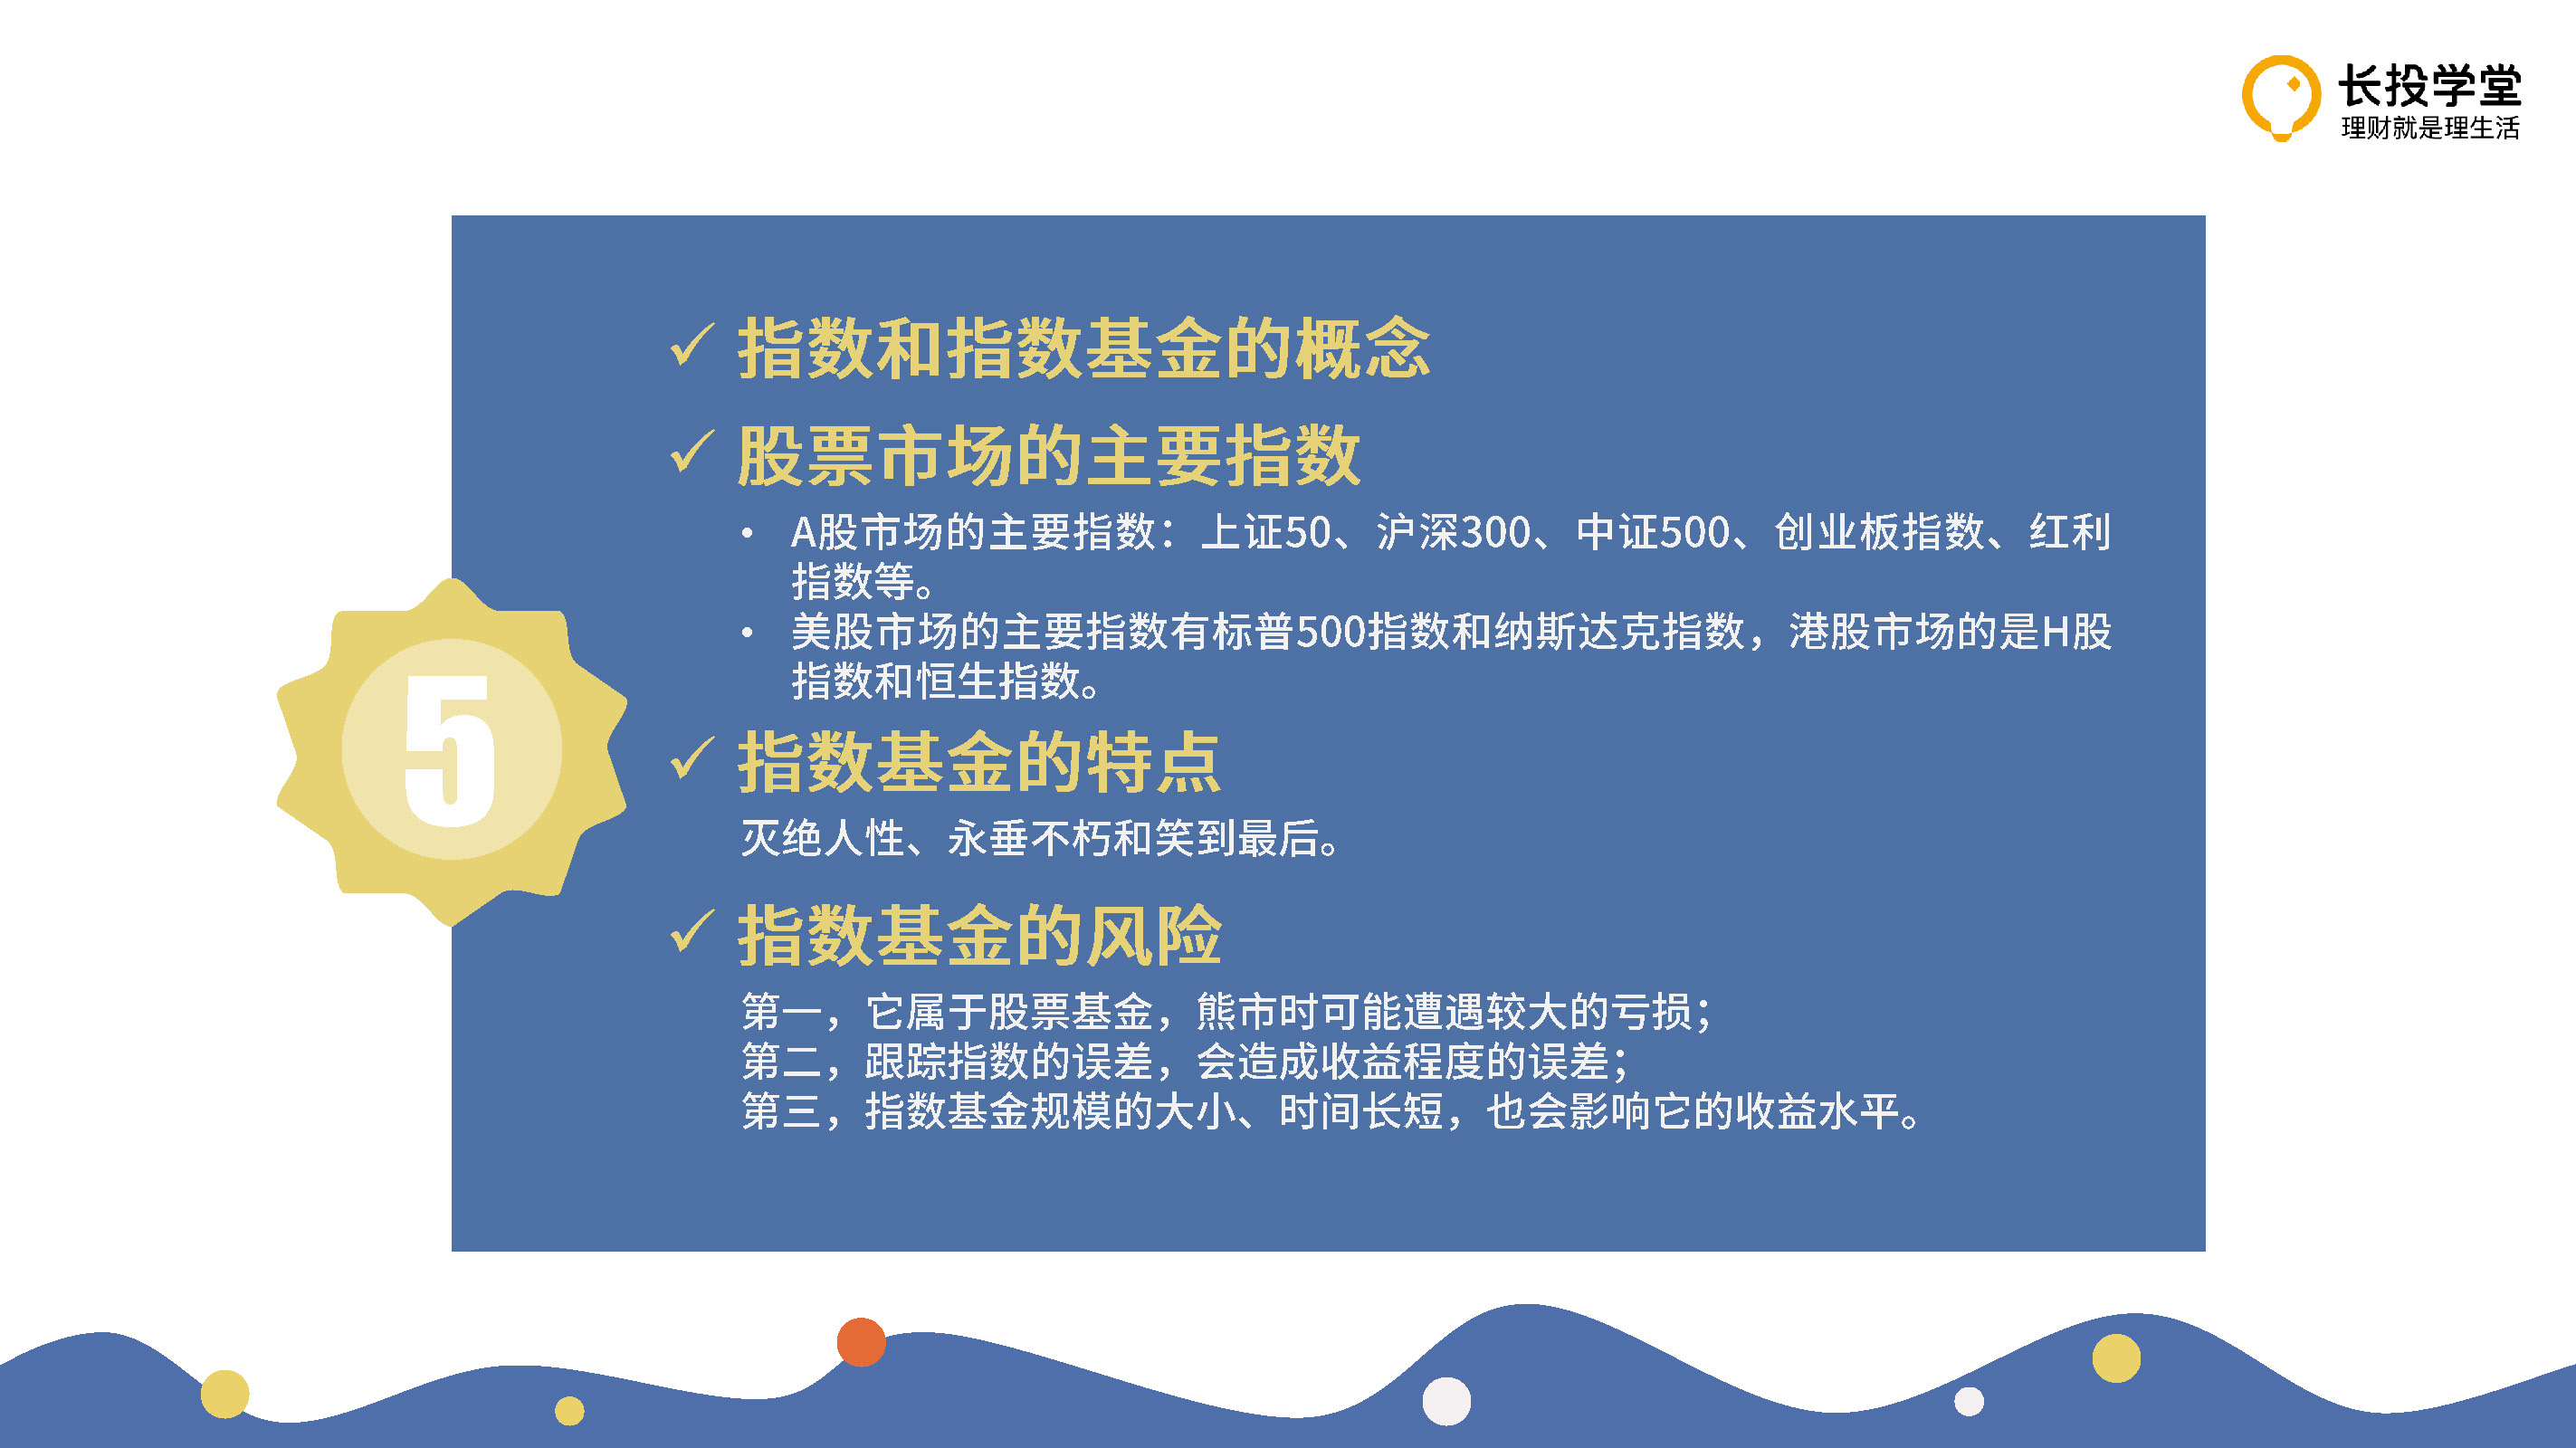 长投学堂
理财就是理生活
✓ 指数和指数基金的概念
✓ 股票市场的主要指数
• A股市场的主要指数：上证50、沪深300、中证500、创业板指数、红利
指数等。
• 美股市场的主要指数有标普500指数和纳斯达克指数，港股市场的是H股
指数和恒生指数。
5
✓ 指数基金的特点
灭绝人性、永垂不朽和笑到最后。
✓ 指数基金的风险
第一，它属于股票基金，熊市时可能遭遇较大的亏损；
第二，跟踪指数的误差，会造成收益程度的误差；
第三，指数基金规模的大小、时间长短，也会影响它的收益水平。